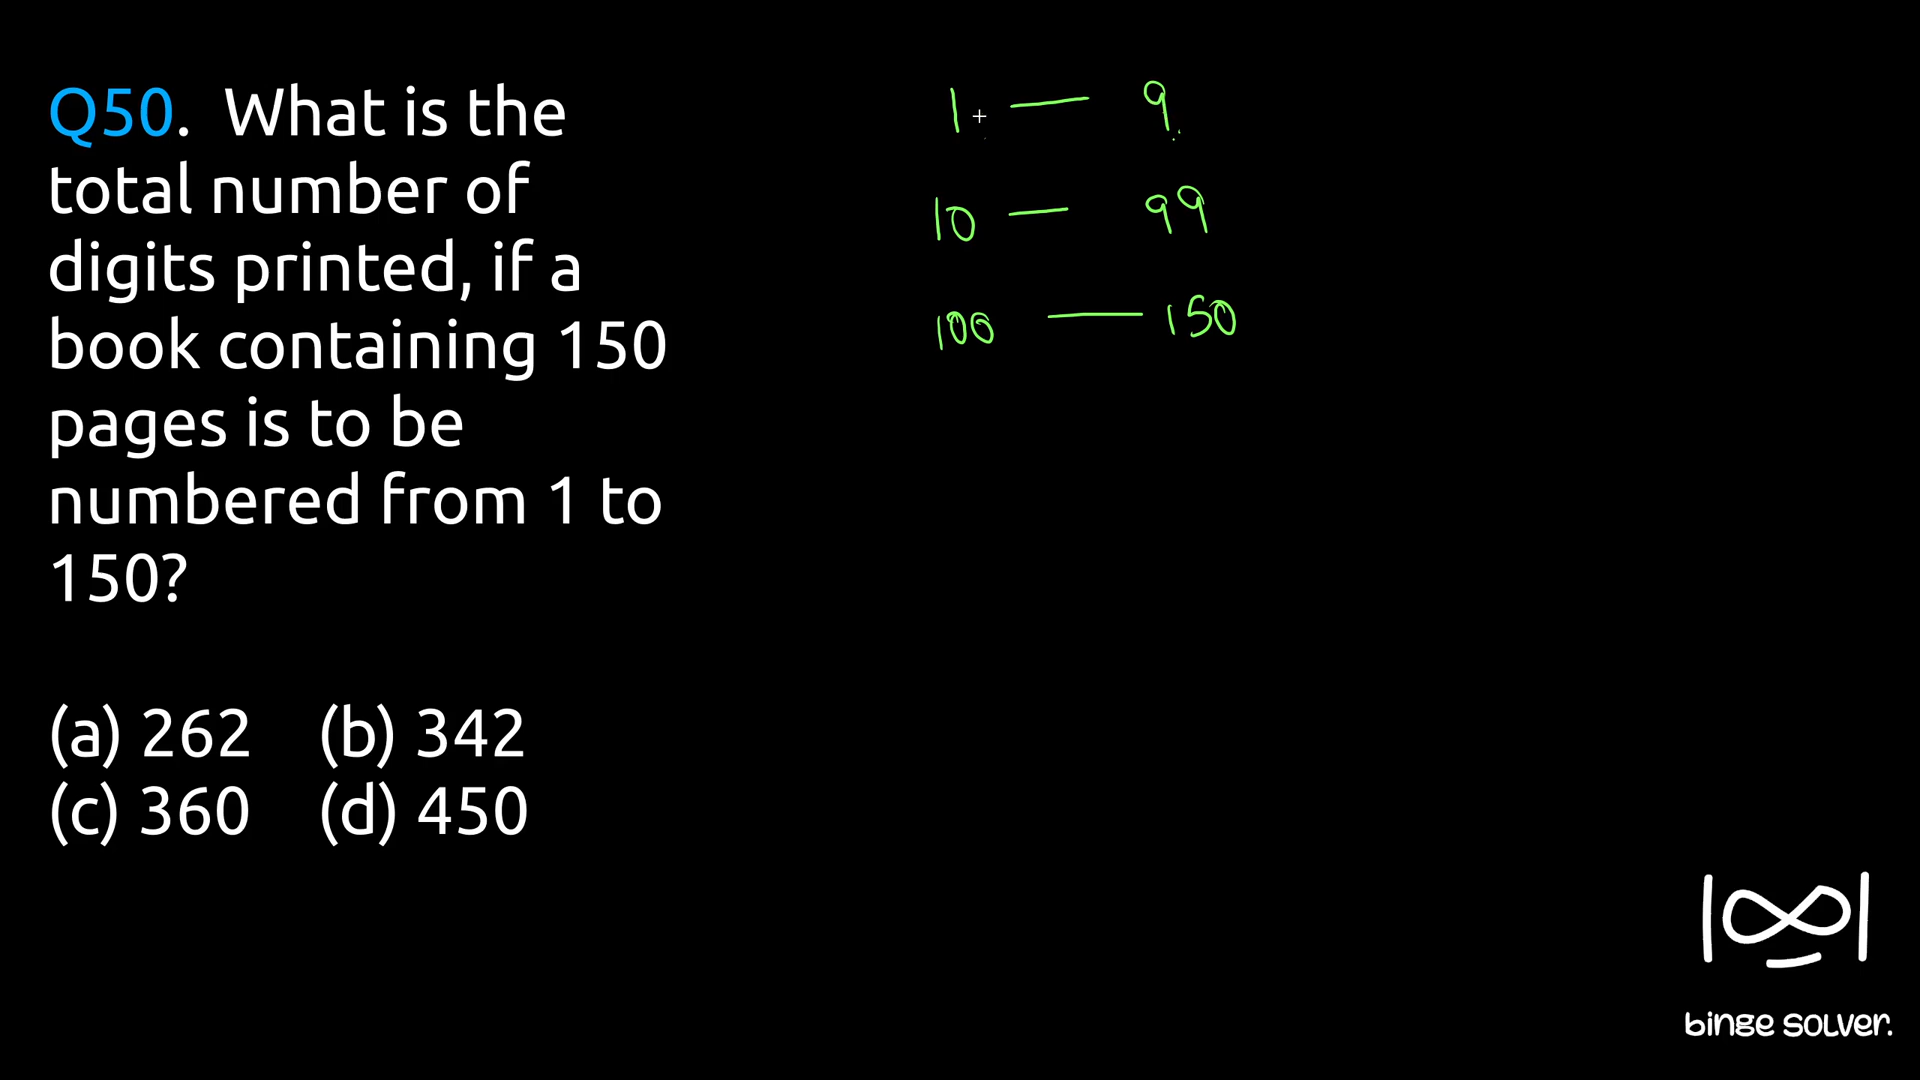 Q50. What is the
total number of
digits printed, if a
book containing 150
pages is to be
numbered from 1 to
150?
(a) 262 (b) 342
(c) 360 (d) 450
1 — 9
10 — 99
100 — 150
binge SOLVER.